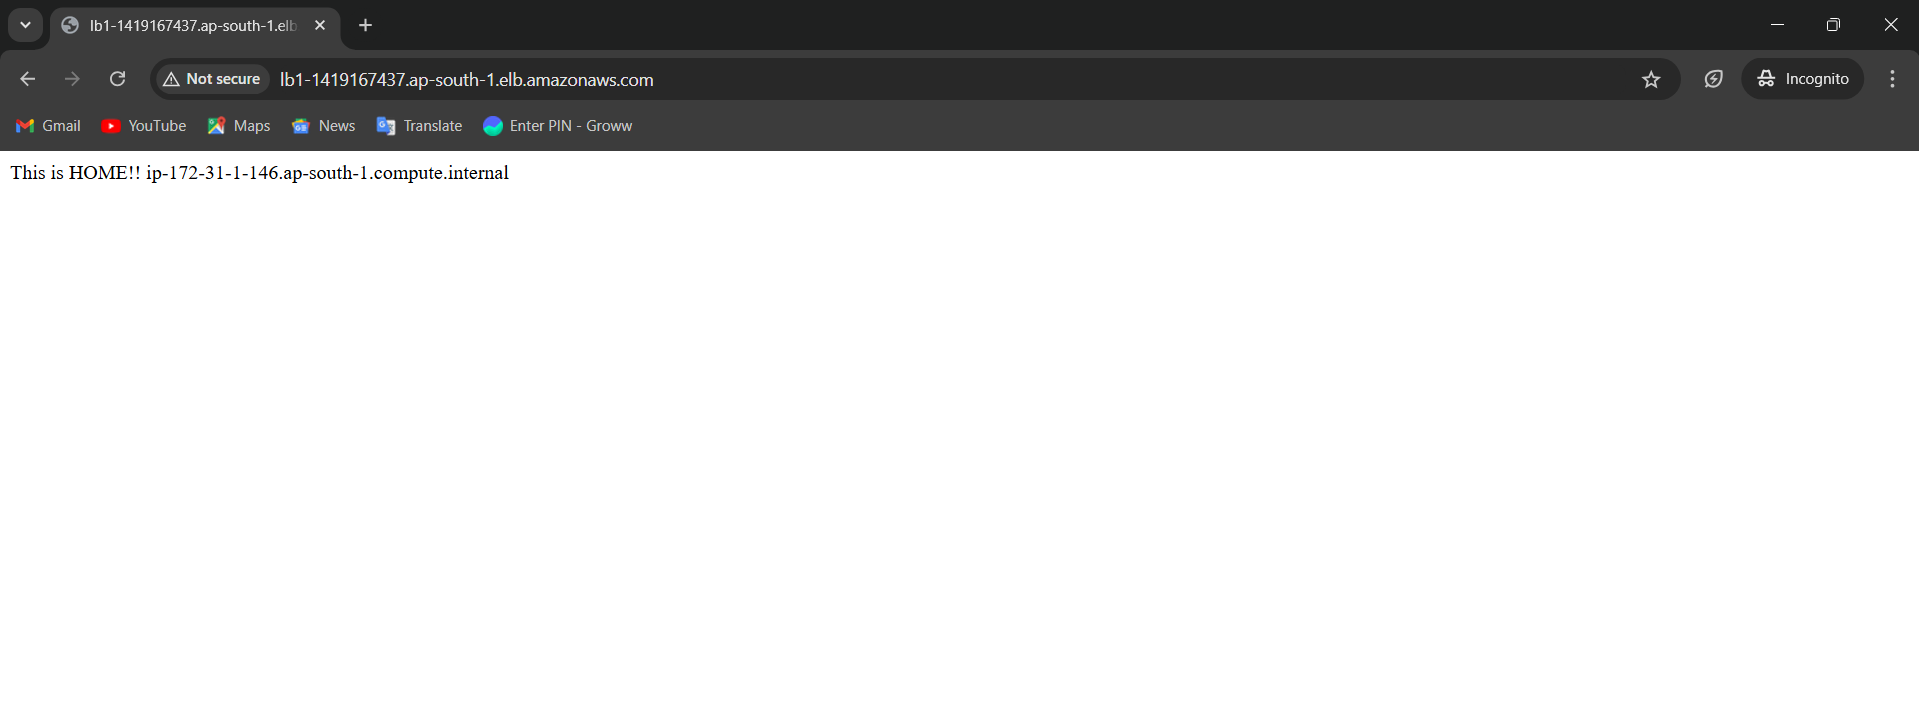 lb1-1419167437.ap-south-1.elb
Not secure lb1-1419167437.ap-south-1.elb.amazonaws.com Incognito
Gmail YouTube Maps News Translate Enter PIN - Groww
This is HOME!! ip-172-31-1-146.ap-south-1.compute.internal